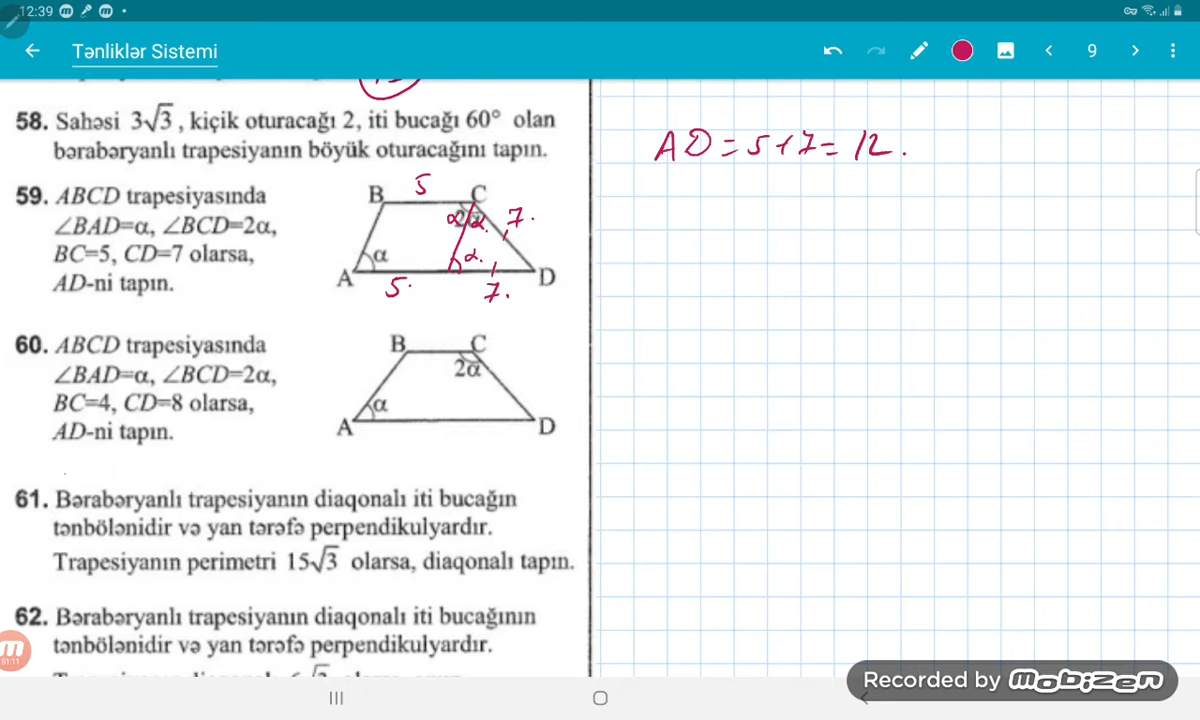 12:39
Tənliklər Sistemi
9
58. Sahəsi 3√3, kiçik oturacağı 2, iti bucağı 60° olan
bərabəryanlı trapesiyanın böyük oturacağını tapın.
59. ABCD trapesiyasında
∠BAD=α, ∠BCD=2α,
BC=5, CD=7 olarsa,
AD-ni tapın.
B 5 C
α α. 7.
α α.
A 5. 7. D
AD=5+7=12.
60. ABCD trapesiyasında
∠BAD=α, ∠BCD=2α,
BC=4, CD=8 olarsa,
AD-ni tapın.
B C
2α
α
A D
61. Bərabəryanlı trapesiyanın diaqonalı iti bucağın
tənbölənidir və yan tərəfə perpendikulyardır.
Trapesiyanın perimetri 15√3 olarsa, diaqonalı tapın.
62. Bərabəryanlı trapesiyanın diaqonalı iti bucağının
tənbölənidir və yan tərəfə perpendikulyardır.
51:11
Recorded by mobizen